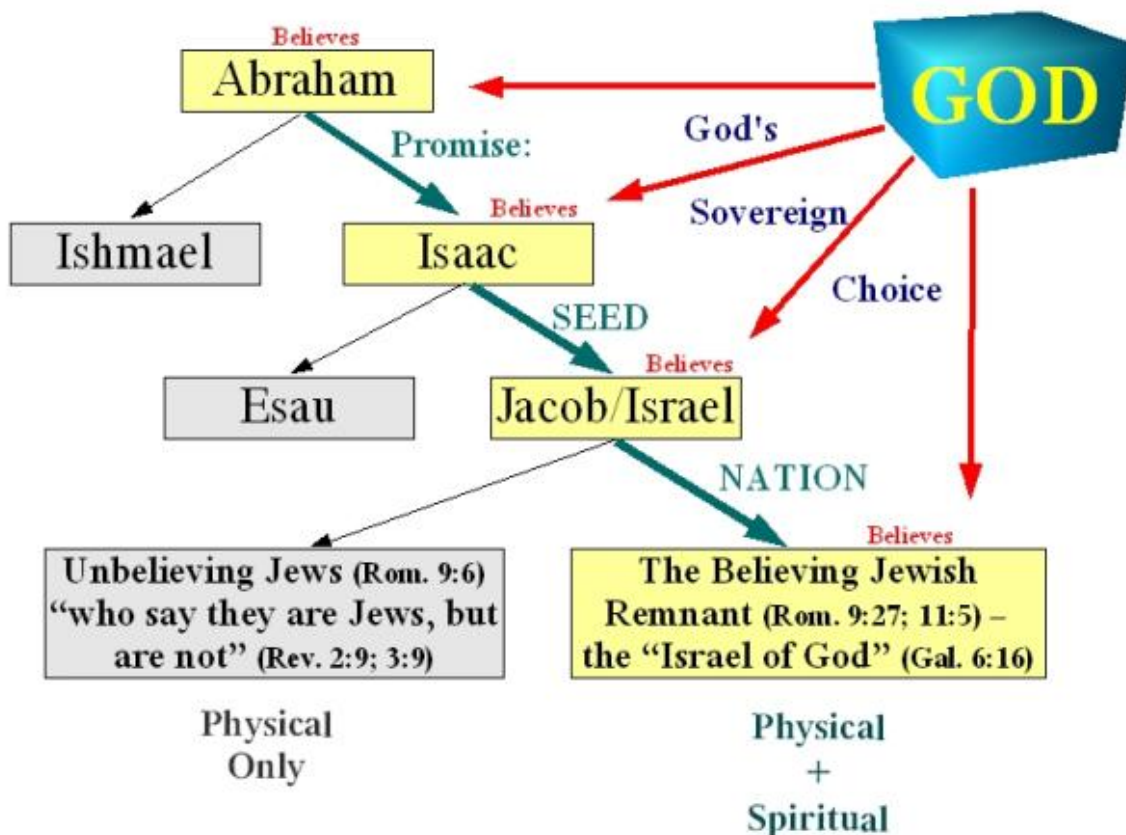 Believes
Abraham
GOD
God's
Promise:
Believes
Sovereign
Ishmael
Isaac
Choice
SEED
Believes
Esau
Jacob/Israel
NATION
Believes
Unbelieving Jews (Rom. 9:6)
“who say they are Jews, but
are not” (Rev. 2:9; 3:9)
The Believing Jewish
Remnant (Rom. 9:27; 11:5) –
the “Israel of God” (Gal. 6:16)
Physical
Only
Physical
+
Spiritual